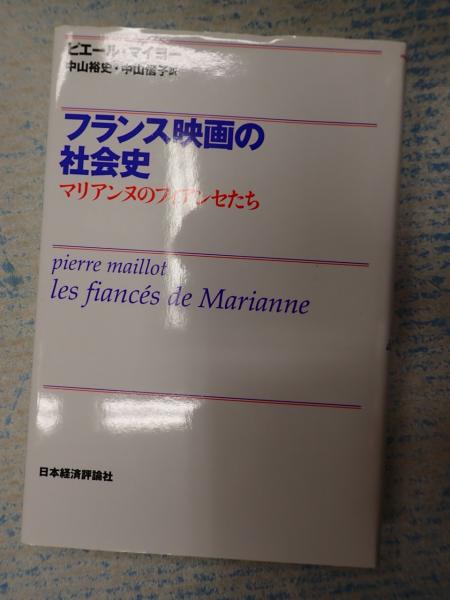 ピエール・マイヨー
中山裕史・中山信子訳
フランス映画の
社会史
マリアンヌのフィアンセたち
pierre maillot
les fiancés de Marianne
日本経済評論社